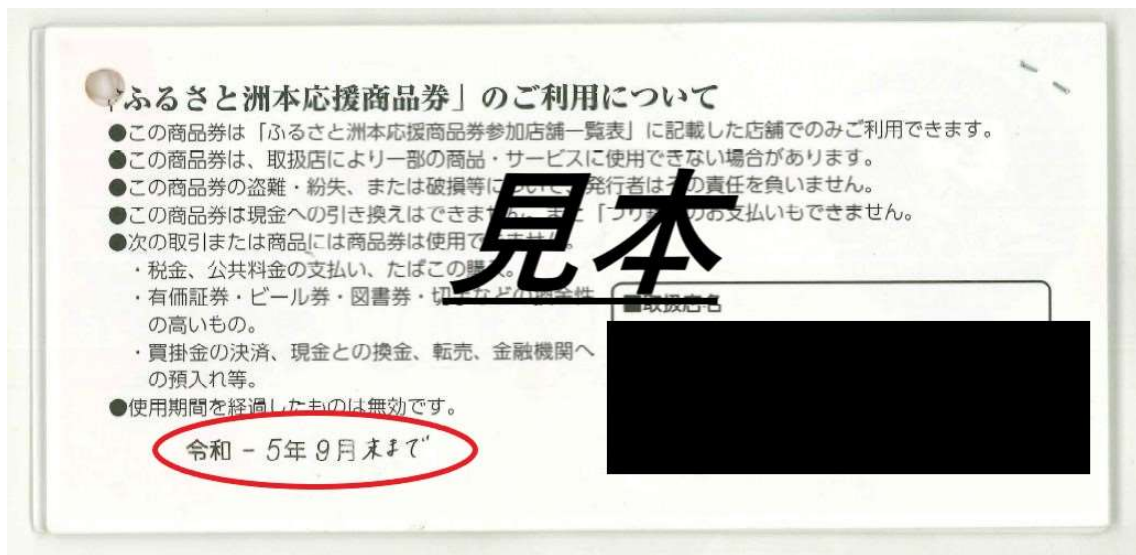 「ふるさと洲本応援商品券」のご利用について
●この商品券は「ふるさと洲本応援商品券参加店舗一覧表」に記載した店舗でのみご利用できます。
●この商品券は、取扱店により一部の商品・サービスに使用できない場合があります。
●この商品券の盗難・紛失、または破損等に 発行者はその責任を負いません。
●この商品券は現金への引き換えはできません。また「つり銭」のお支払いもできません。
●次の取引または商品には商品券は使用できません。
・税金、公共料金の支払い、たばこの購入。
・有価証券・ビール券・図書券・切手などの換金性
の高いもの。
■取扱店名
・買掛金の決済、現金との換金、転売、金融機関へ
の預入れ等。
●使用期間を経過したものは無効です。
令和 - 5年9月末まで
見本